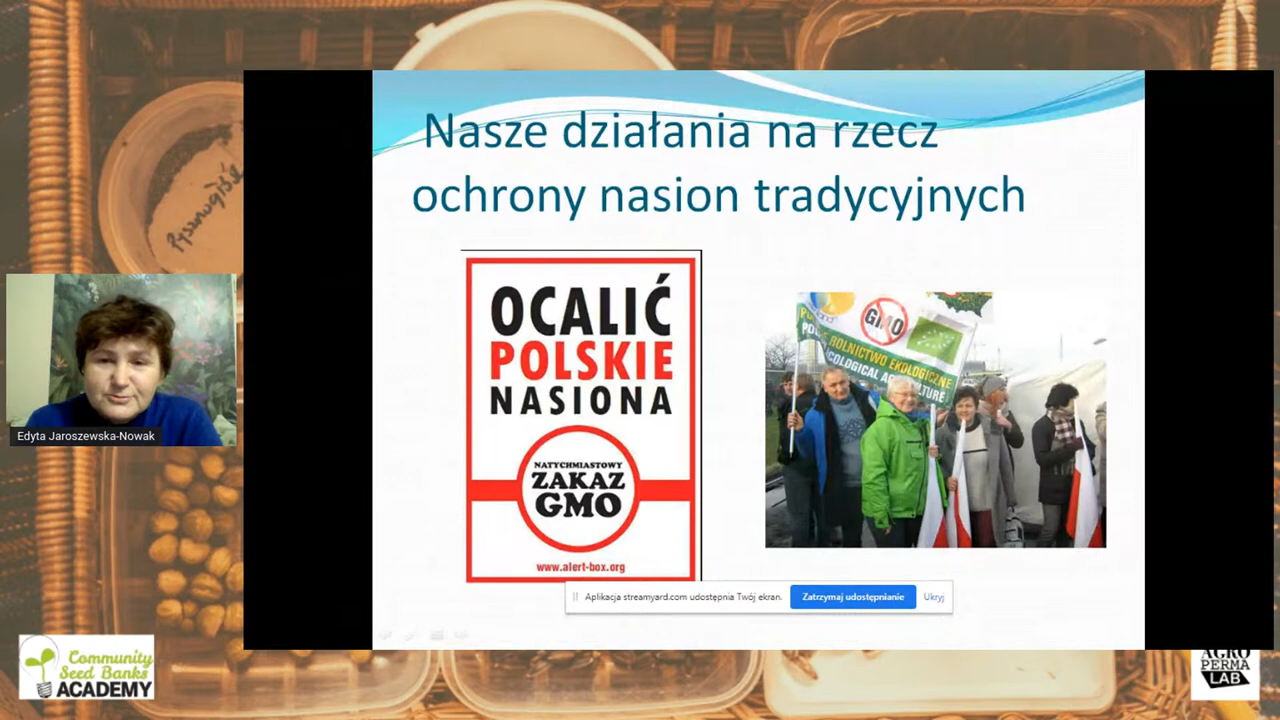 Nasze działania na rzecz
ochrony nasion tradycyjnych
OCALIĆ
POLSKIE
NASIONA
NATYCHMIASTOWY
ZAKAZ
GMO
www.alert-box.org
GMO
ROLNICTWO EKOLOGICZNE
ECOLOGICAL AGRICULTURE
Edyta Jaroszewska-Nowak
Aplikacja streamyard.com udostępnia Twój ekran.
Zatrzymaj udostępnianie
Ukryj
Community
Seed Banks
ACADEMY
AGRO
PERMA
LAB